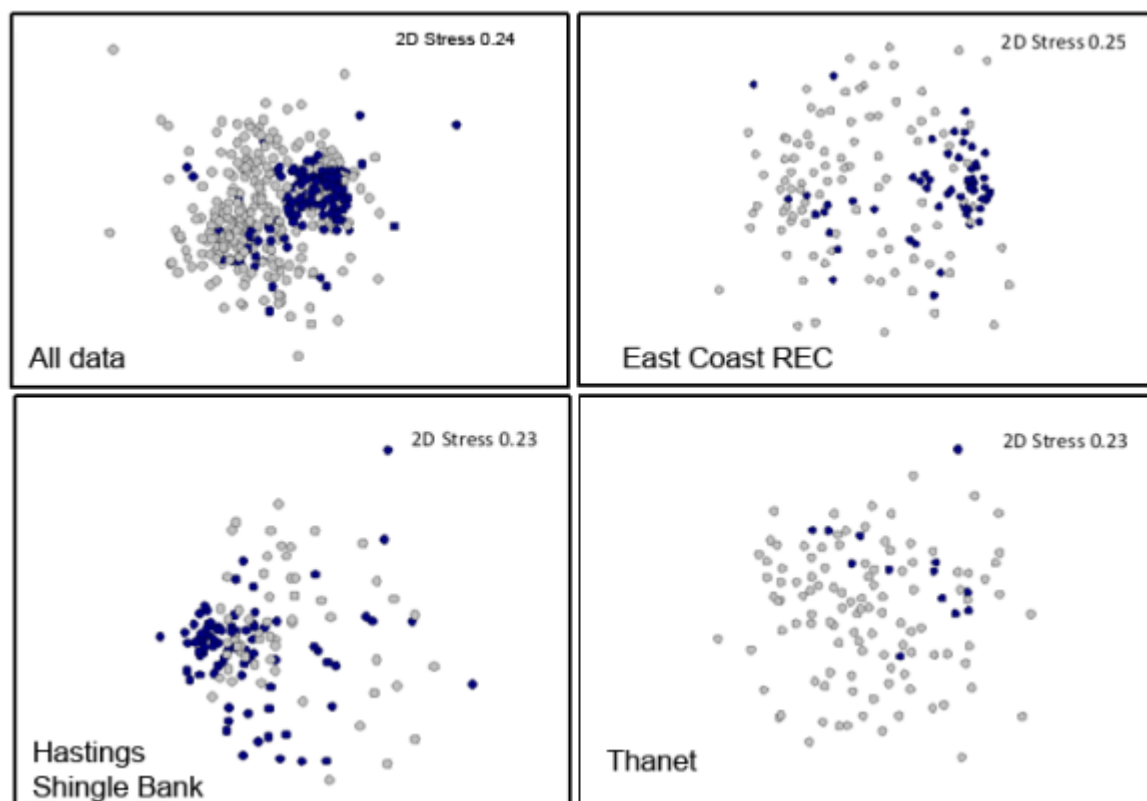 2D Stress 0.24
All data
2D Stress 0.25
East Coast REC
2D Stress 0.23
Hastings
Shingle Bank
2D Stress 0.23
Thanet